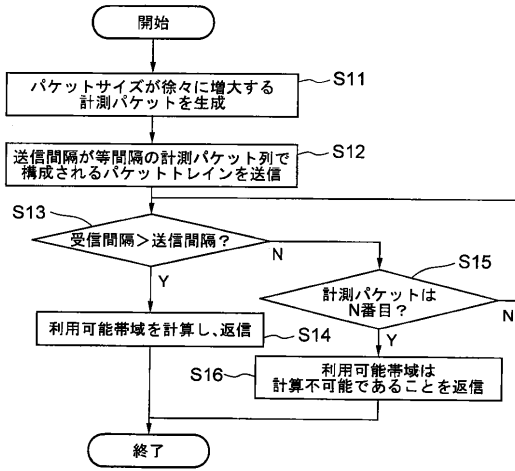 開始
パケットサイズが徐々に増大する
計測パケットを生成
S11
送信間隔が等間隔の計測パケット列で
構成されるパケットトレインを送信
S12
S13
受信間隔＞送信間隔？
N
Y
S15
計測パケットは
N番目？
N
Y
利用可能帯域を計算し、返信
S14
S16
利用可能帯域は
計算不可能であることを返信
終了